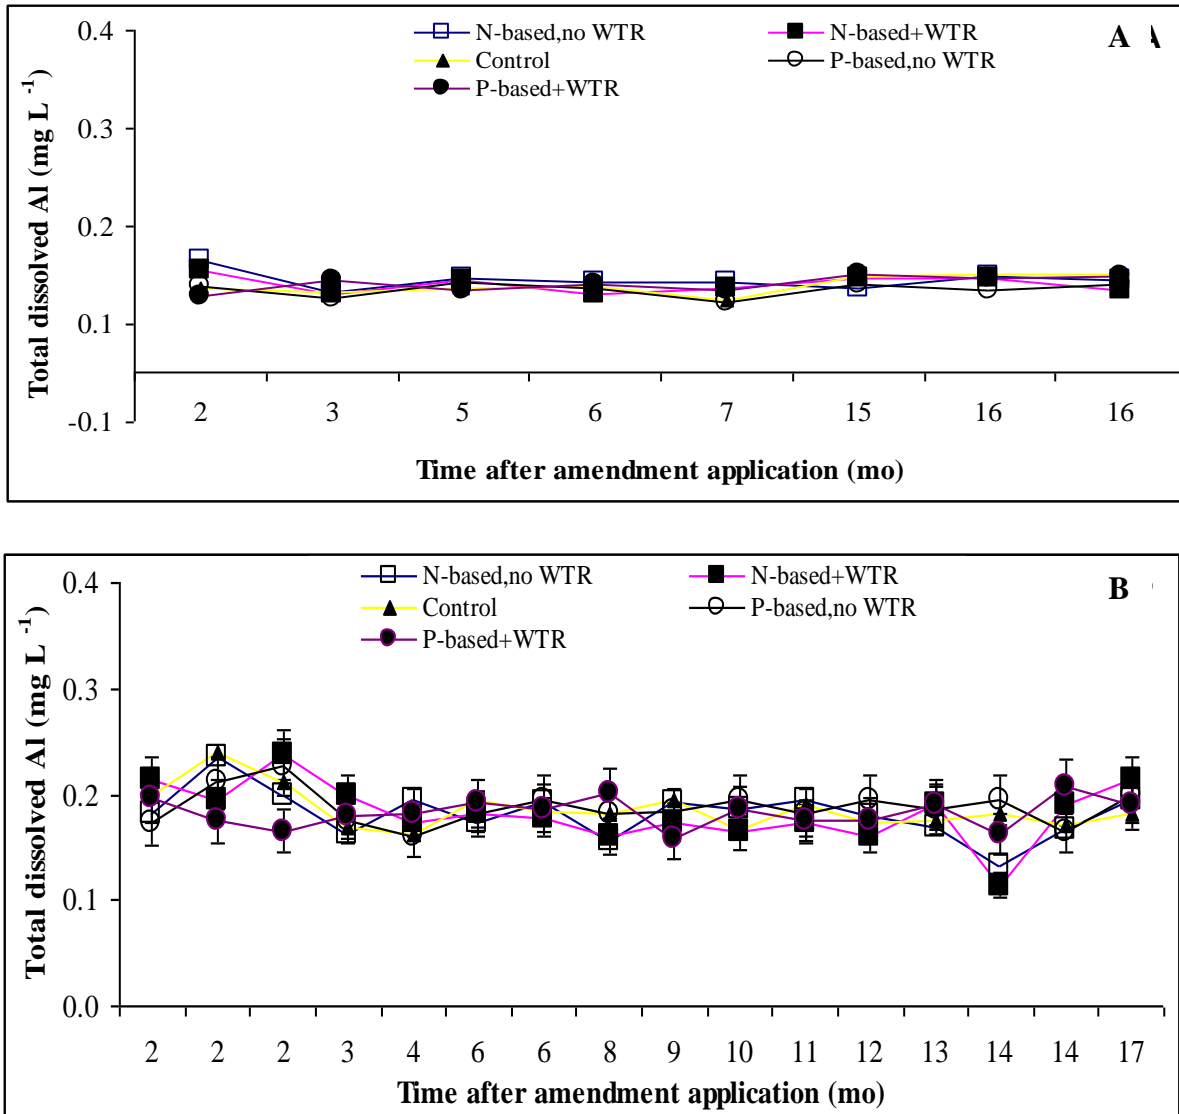 0.4
N-based,no WTR
N-based+WTR
A
Control
P-based,no WTR
P-based+WTR
0.3
0.2
0.1
-0.1
Total dissolved Al (mg L -1)
2 3 5 6 7 15 16 16
Time after amendment application (mo)
0.4
N-based,no WTR
N-based+WTR
B
Control
P-based,no WTR
P-based+WTR
0.3
0.2
0.1
0.0
Total dissolved Al (mg L -1)
2 2 2 3 4 6 6 8 9 10 11 12 13 14 14 17
Time after amendment application (mo)